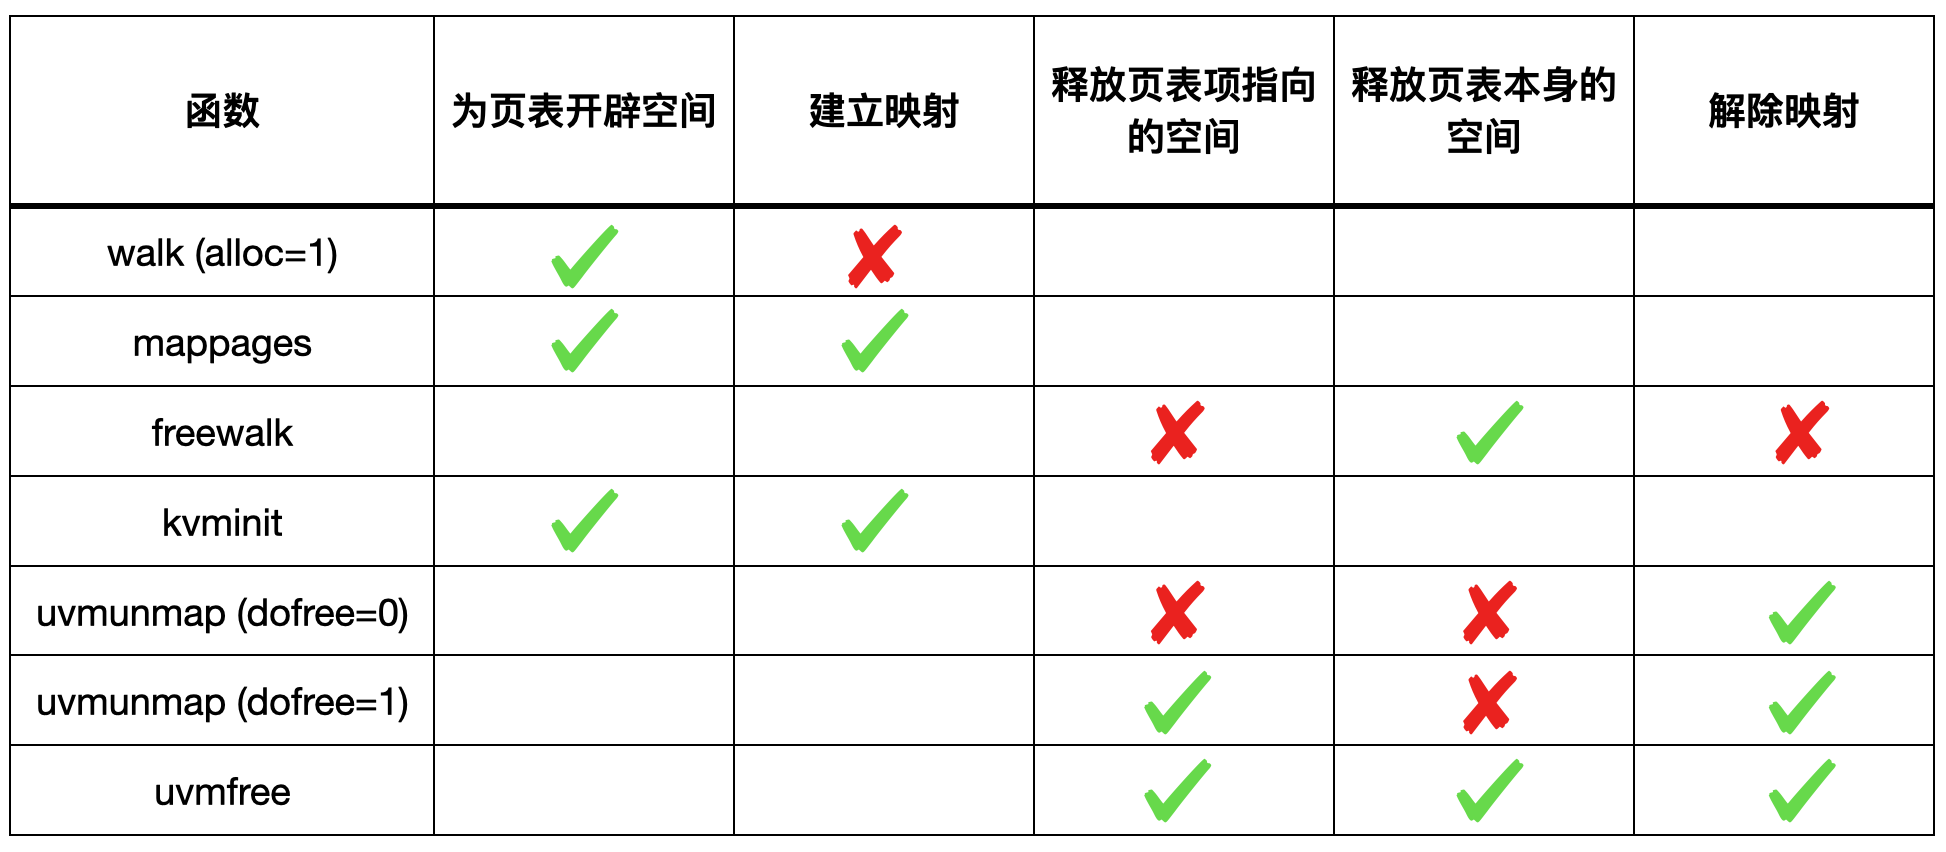 函数
为页表开辟空间
建立映射
释放页表项指向
的空间
释放页表本身的
空间
解除映射
walk (alloc=1)
mappages
freewalk
kvminit
uvmunmap (dofree=0)
uvmunmap (dofree=1)
uvmfree